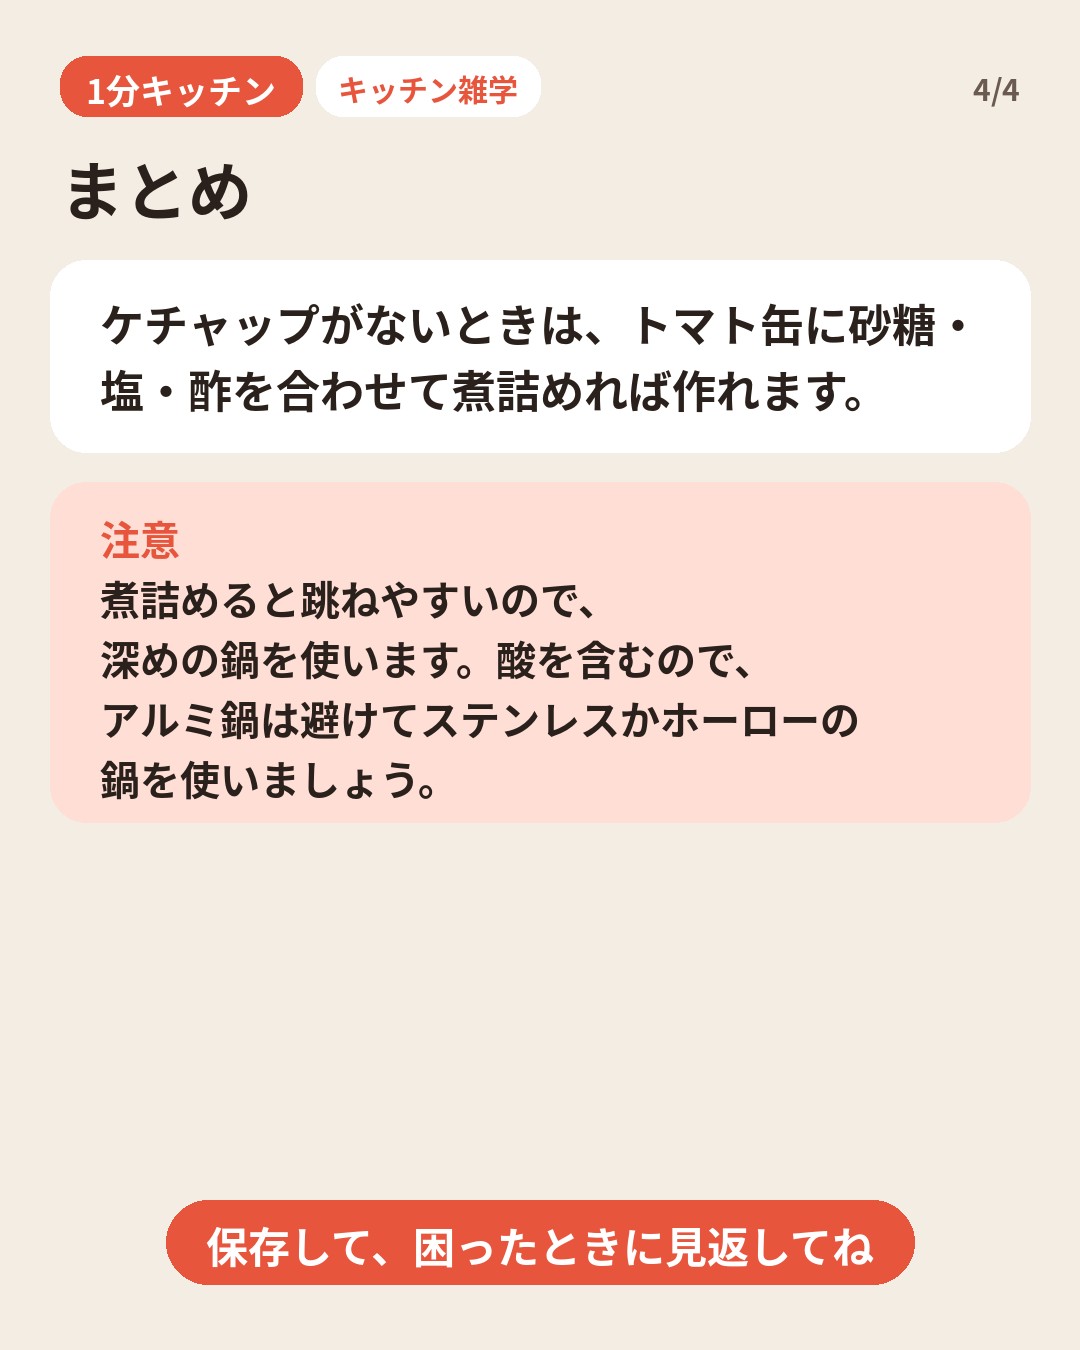 1分キッチン キッチン雑学 4/4
まとめ
ケチャップがないときは、トマト缶に砂糖・
塩・酢を合わせて煮詰めれば作れます。
注意
煮詰めると跳ねやすいので、
深めの鍋を使います。酸を含むので、
アルミ鍋は避けてステンレスかホーローの
鍋を使いましょう。
保存して、困ったときに見返してね